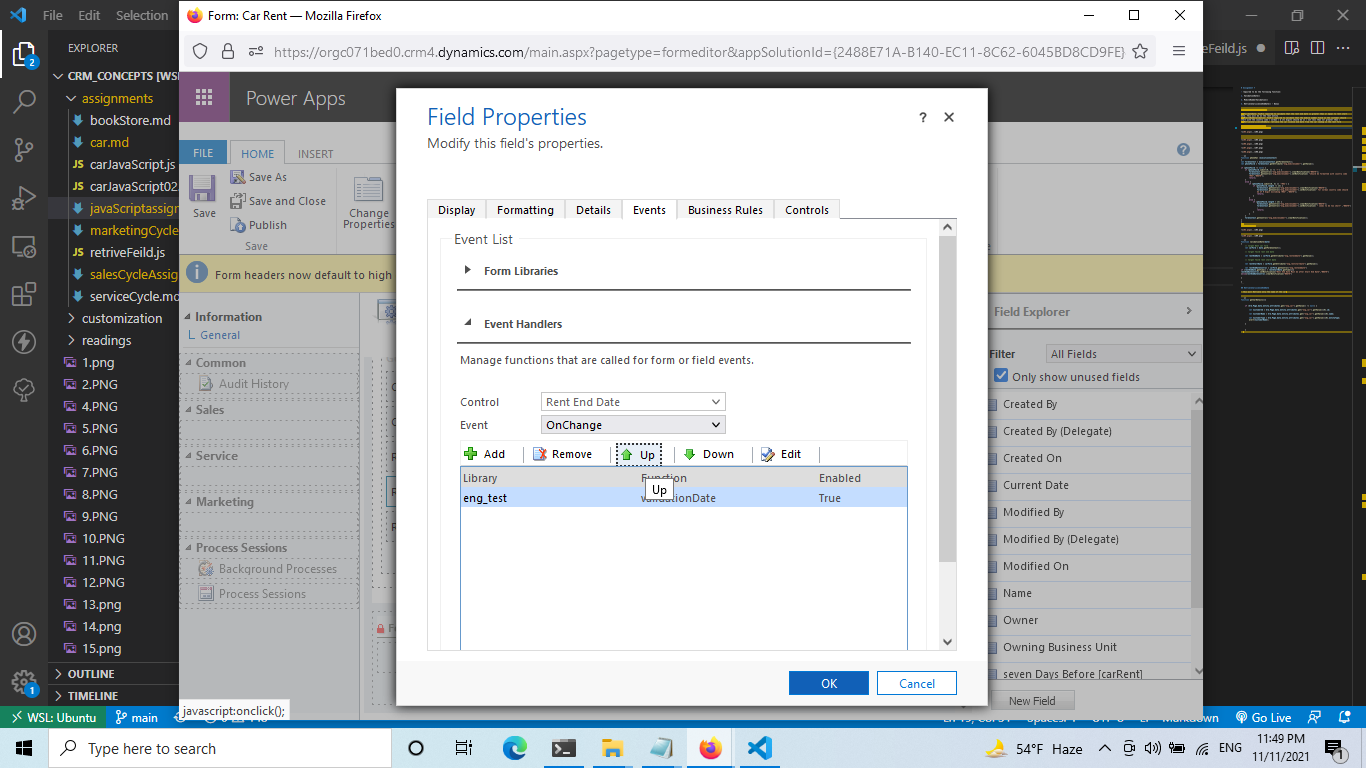 File Edit Selection
Form: Car Rent — Mozilla Firefox
https://orgc071bed0.crm4.dynamics.com/main.aspx?pagetype=formeditor&appSolutionId={2488E71A-B140-EC11-8C62-6045BD8CD9FE}
eFeild.js
EXPLORER
CRM_CONCEPTS [WSL
assignments
bookStore.md
car.md
JS carJavaScript.js
JS carJavaScript02
javaScriptassign
marketingCycle
JS retriveFeild.js
salesCycleAssig
serviceCycle.md
customization
readings
1.png
2.PNG
4.PNG
5.PNG
6.PNG
7.PNG
8.PNG
9.PNG
10.PNG
11.PNG
12.PNG
13.png
14.png
15.png
OUTLINE
TIMELINE
2
1
Power Apps
FILE HOME INSERT
Save
Save As
Save and Close
Publish
Save
Change
Properties
Form headers now default to high
Information
General
Common
Audit History
Sales
Service
Marketing
Process Sessions
Background Processes
Process Sessions
Field Properties
Modify this field's properties.
?
Display Formatting Details Events Business Rules Controls
Event List
Form Libraries
Event Handlers
Manage functions that are called for form or field events.
Control Rent End Date
Event OnChange
Add Remove Up Down Edit
Library Function Enabled
eng_test validationDate True
Up
OK Cancel
Field Explorer
Filter All Fields
Only show unused fields
Created By
Created By (Delegate)
Created On
Current Date
Modified By
Modified By (Delegate)
Modified On
Name
Owner
Owning Business Unit
seven Days Before [carRent]
New Field
javascript:onclick();
WSL: Ubuntu main Markdown Go Live
Type here to search
54°F Haze ENG
11:49 PM
11/11/2021
1